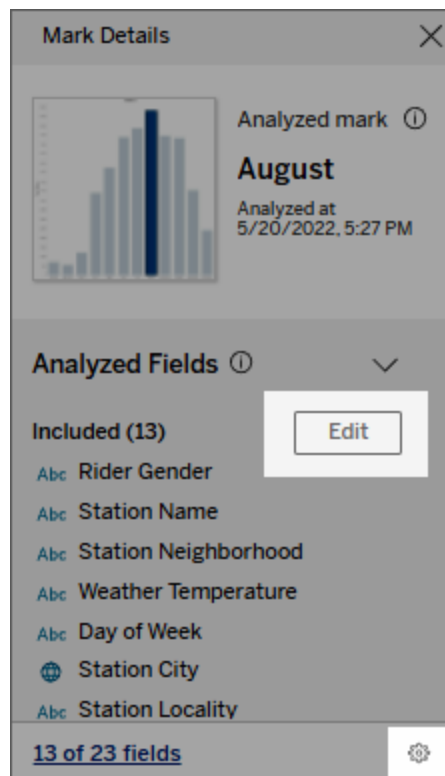 Mark Details
Analyzed mark
August
Analyzed at
5/20/2022, 5:27 PM
Analyzed Fields
Included (13)
Edit
Abc Rider Gender
Abc Station Name
Abc Station Neighborhood
Abc Weather Temperature
Abc Day of Week
Station City
Abc Station Locality
13 of 23 fields